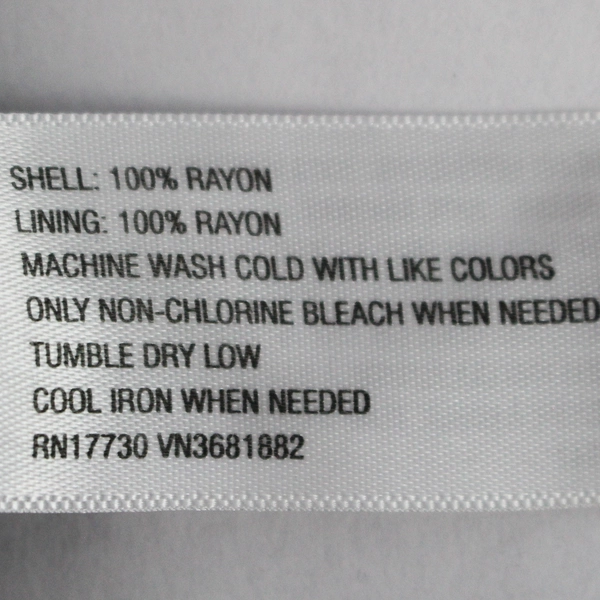 SHELL: 100% RAYON
LINING: 100% RAYON
MACHINE WASH COLD WITH LIKE COLORS
ONLY NON-CHLORINE BLEACH WHEN NEEDED
TUMBLE DRY LOW
COOL IRON WHEN NEEDED
RN17730 VN3681882